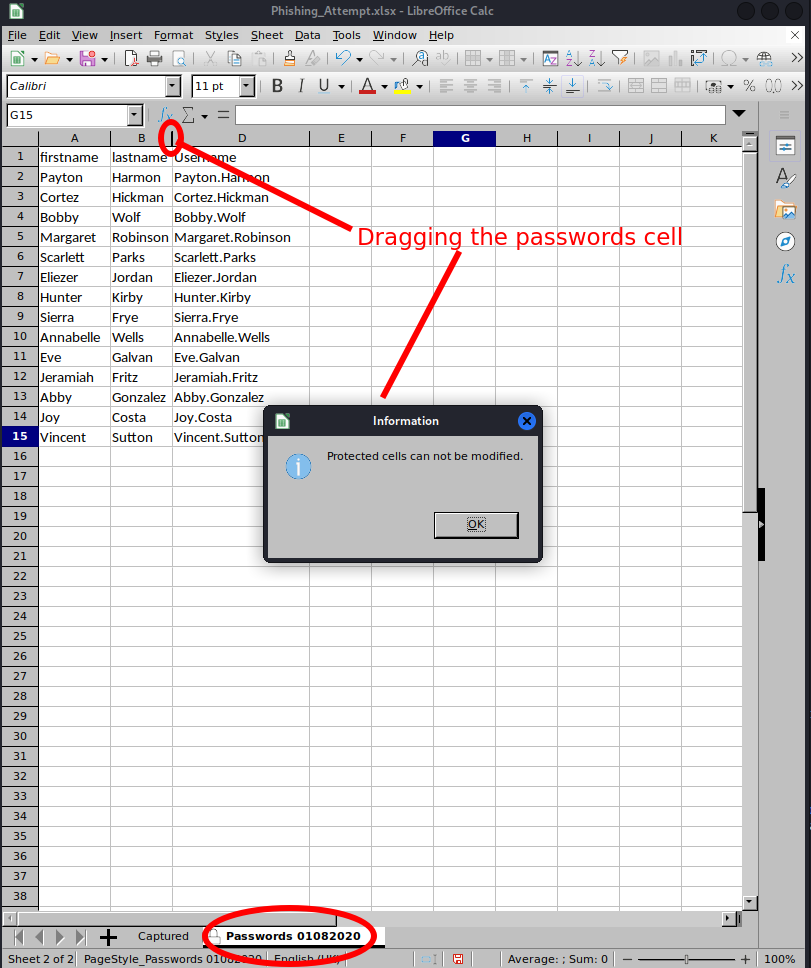 Phishing_Attempt.xlsx - LibreOffice Calc
File Edit View Insert Format Styles Sheet Data Tools Window Help
Calibri 11 pt B I U A % 0,0
G15 fx Σ =
A B D E F G H I J K
1 firstname lastname Username
2 Payton Harmon Payton.Harmon
3 Cortez Hickman Cortez.Hickman
4 Bobby Wolf Bobby.Wolf
5 Margaret Robinson Margaret.Robinson
Dragging the passwords cell
6 Scarlett Parks Scarlett.Parks
7 Eliezer Jordan Eliezer.Jordan
8 Hunter Kirby Hunter.Kirby
9 Sierra Frye Sierra.Frye
10 Annabelle Wells Annabelle.Wells
11 Eve Galvan Eve.Galvan
12 Jeramiah Fritz Jeramiah.Fritz
13 Abby Gonzalez Abby.Gonzalez
14 Joy Costa Joy.Costa
15 Vincent Sutton Vincent.Sutton
Information
Protected cells can not be modified.
OK
16
17
18
19
20
21
22
23
24
25
26
27
28
29
30
31
32
33
34
35
36
37
38
Captured Passwords 01082020
Sheet 2 of 2 PageStyle_Passwords 01082020 English (UK) Average: ; Sum: 0 100%